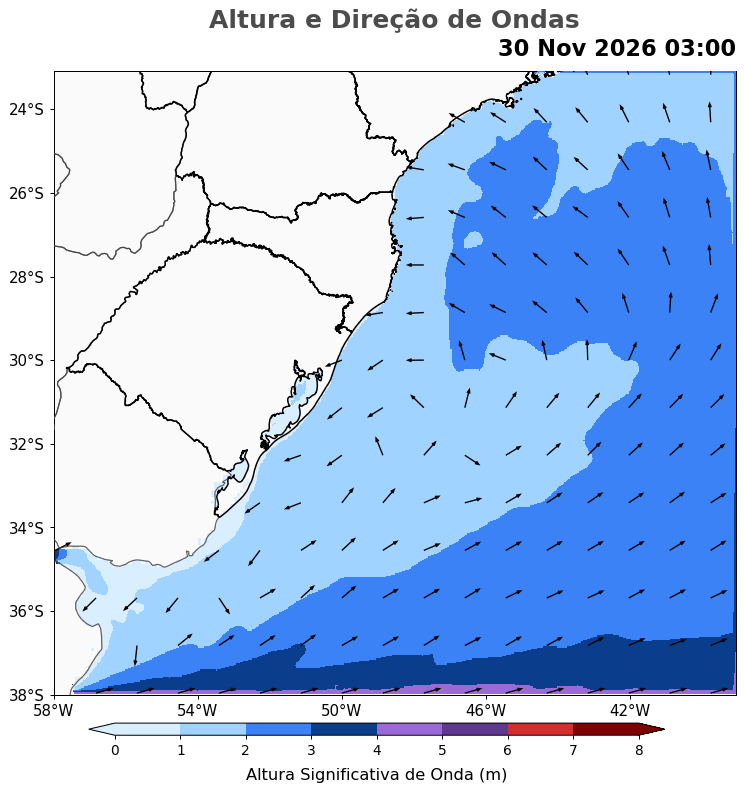 Altura e Direção de Ondas
30 Nov 2026 03:00
24°S
26°S
28°S
30°S
32°S
34°S
36°S
38°S
58°W 54°W 50°W 46°W 42°W
0 1 2 3 4 5 6 7 8
Altura Significativa de Onda (m)